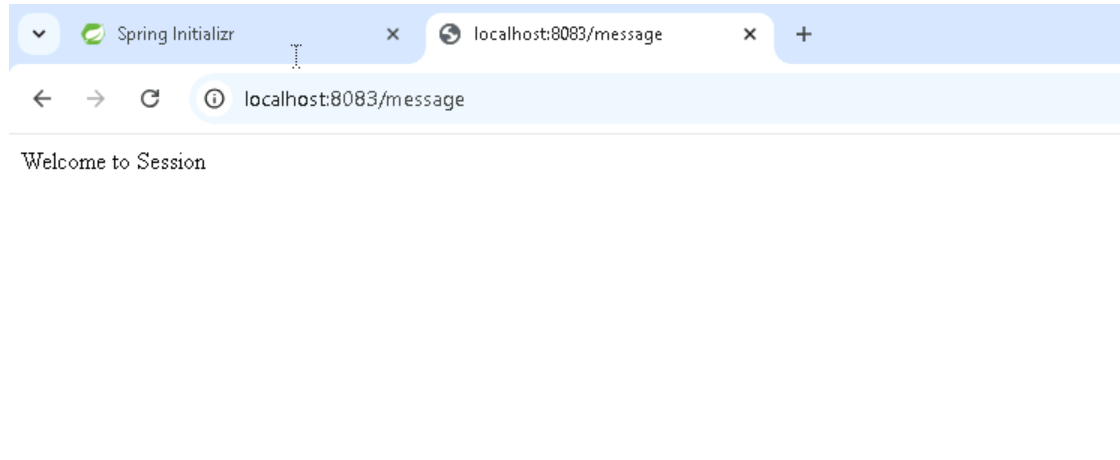 Spring Initializr
localhost:8083/message
localhost:8083/message
Welcome to Session